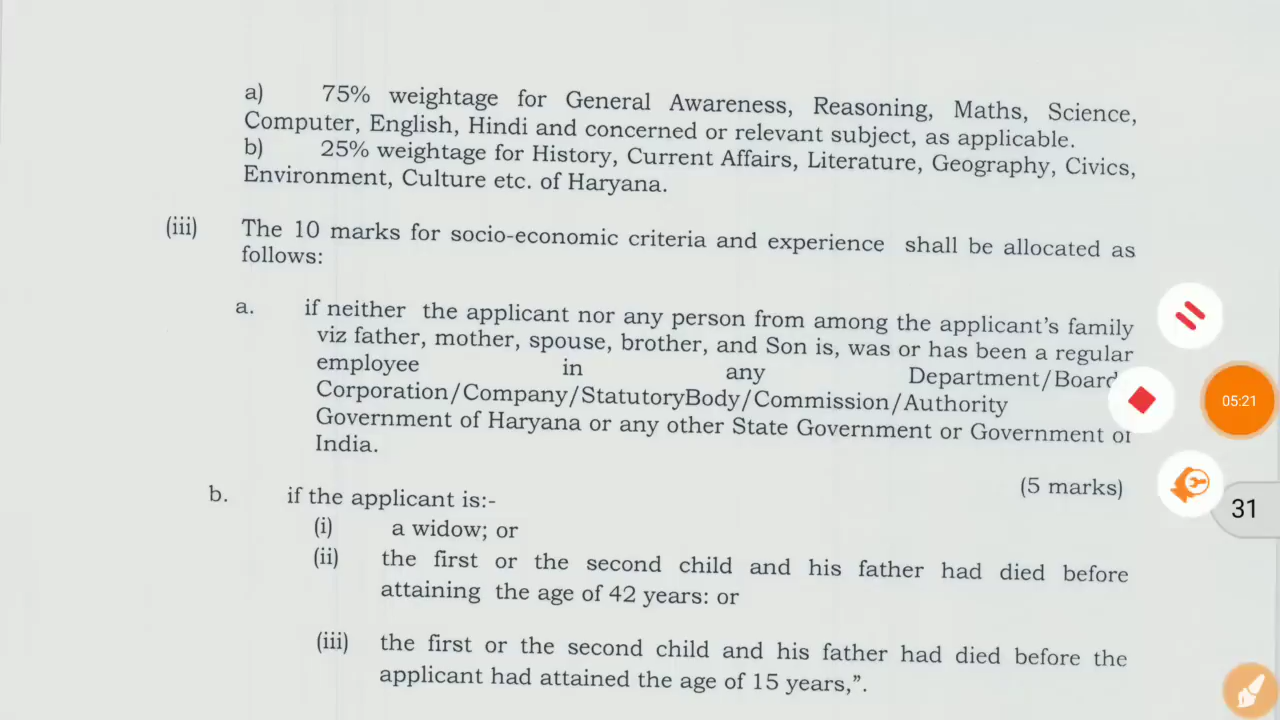 a) 75% weightage for General Awareness, Reasoning, Maths, Science,
Computer, English, Hindi and concerned or relevant subject, as applicable.
b) 25% weightage for History, Current Affairs, Literature, Geography, Civics,
Environment, Culture etc. of Haryana.
(iii) The 10 marks for socio-economic criteria and experience shall be allocated as
follows:
a. if neither the applicant nor any person from among the applicant's family
viz father, mother, spouse, brother, and Son is, was or has been a regular
employee in any Department/Board
Corporation/Company/StatutoryBody/Commission/Authority
Government of Haryana or any other State Government or Government of
India.
(5 marks)
b. if the applicant is:-
(i) a widow; or
(ii) the first or the second child and his father had died before
attaining the age of 42 years: or
(iii) the first or the second child and his father had died before the
applicant had attained the age of 15 years,”.
05:21
31